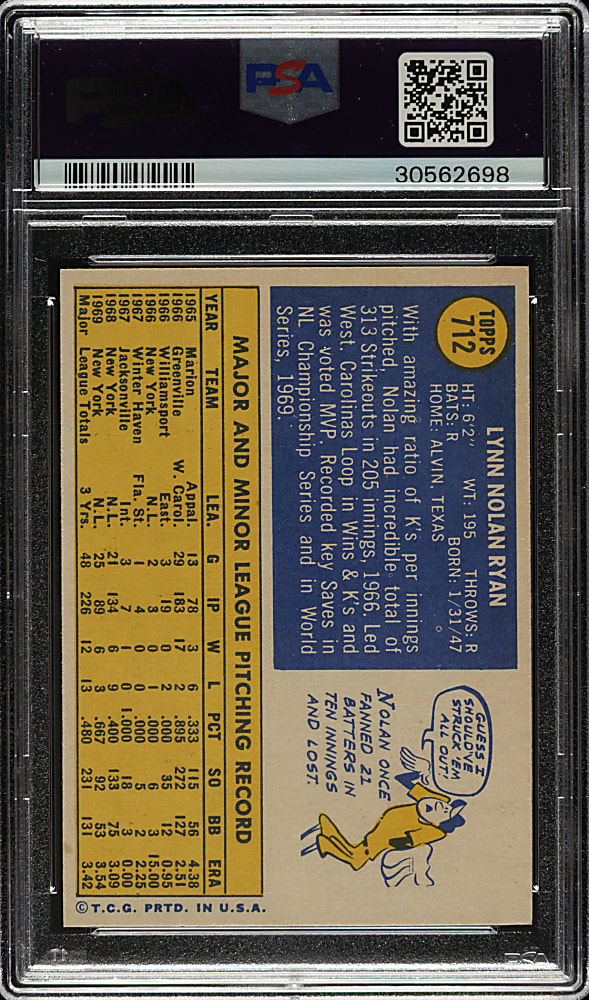 PSA
PSA
30562698
TOPPS
712
LYNN NOLAN RYAN
HT: 6'2" WT: 195 THROWS: R
BATS: R BORN: 1/31/47
HOME: ALVIN, TEXAS
With amazing ratio of K's per innings
pitched, Nolan had incredible total of
313 Strikeouts in 205 innings, 1966. Led
West. Carolinas Loop in Wins & K's and
was voted MVP. Recorded key Saves in
NL Championship Series and in World
Series, 1969.
GUESS I
SHOULD'VE
STRUCK 'EM
ALL OUT!
NOLAN ONCE
FANNED 21
BATTERS IN
TEN INNINGS
AND LOST.
MAJOR AND MINOR LEAGUE PITCHING RECORD
YEAR TEAM LEA. G IP W L PCT SO BB ERA
1965 Marion Appal. 13 78 3 6 .333 115 56 4.38
1966 Greenville W. Carol. 29 183 17 2 .895 272 127 2.51
1966 Williamsport East. 3 19 0 2 .000 35 12 0.95
1966 New York N.L. 2 3 0 1 .000 6 3 15.00
1967 Winter Haven Fla. St. 1 4 0 0 .000 5 2 2.25
1967 Jacksonville Int. 3 7 1 0 1.000 18 3 0.00
1968 New York N.L. 21 134 6 9 .400 133 75 3.09
1969 New York N.L. 25 89 6 3 .667 92 53 3.54
Major League Totals 3 Yrs. 48 226 12 13 .480 231 131 3.42
© T.C.G. PRTD. IN U.S.A.
PSA